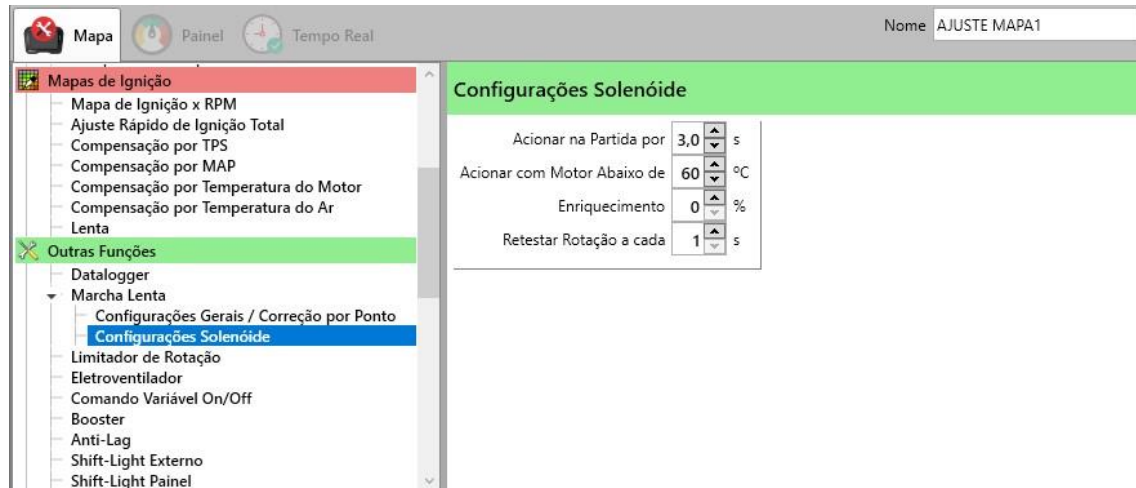 Mapa
Painel
Tempo Real
Nome AJUSTE MAPA1
Mapas de Ignição
Mapa de Ignição x RPM
Ajuste Rápido de Ignição Total
Compensação por TPS
Compensação por MAP
Compensação por Temperatura do Motor
Compensação por Temperatura do Ar
Lenta
Outras Funções
Datalogger
Marcha Lenta
Configurações Gerais / Correção por Ponto
Configurações Solenóide
Limitador de Rotação
Eletroventilador
Comando Variável On/Off
Booster
Anti-Lag
Shift-Light Externo
Shift-Light Painel
Configurações Solenóide
Acionar na Partida por 3,0 s
Acionar com Motor Abaixo de 60 ºC
Enriquecimento 0 %
Retestar Rotação a cada 1 s